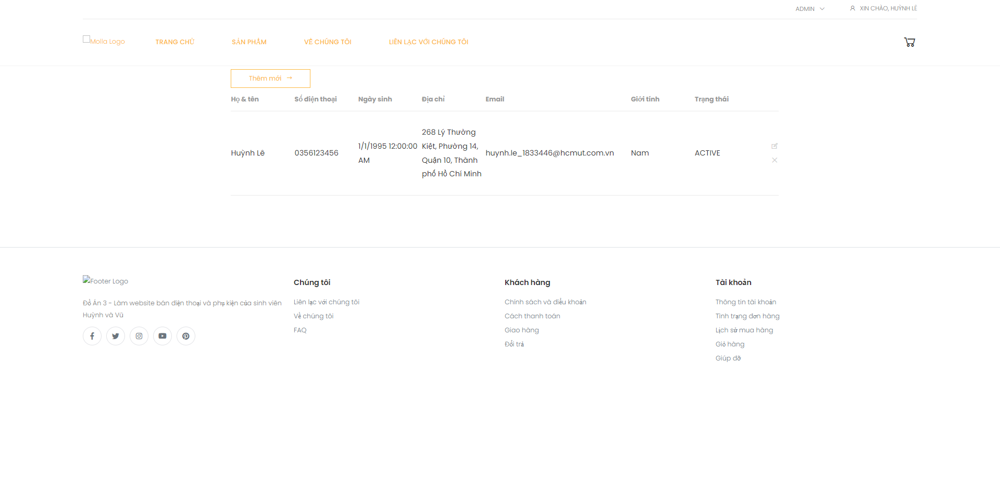 ADMIN
XIN CHÀO, HUỲNH LÊ
Molla Logo
TRANG CHỦ
SẢN PHẨM
VỀ CHÚNG TÔI
LIÊN LẠC VỚI CHÚNG TÔI
Thêm mới →
Họ & tên
Số điện thoại
Ngày sinh
Địa chỉ
Email
Giới tính
Trạng thái
Huỳnh Lê
0356123456
1/1/1995 12:00:00
AM
268 Lý Thường
Kiệt, Phường 14,
Quận 10, Thành
phố Hồ Chí Minh
huynh.le_1833446@hcmut.com.vn
Nam
ACTIVE
Footer Logo
Đồ Án 3 - Làm website bán điện thoại và phụ kiện của sinh viên
Huỳnh và Vũ
Chúng tôi
Liên lạc với chúng tôi
Về chúng tôi
FAQ
Khách hàng
Chính sách và điều khoản
Cách thanh toán
Giao hàng
Đổi trả
Tài khoản
Thông tin tài khoản
Tình trạng đơn hàng
Lịch sử mua hàng
Giỏ hàng
Giúp đỡ